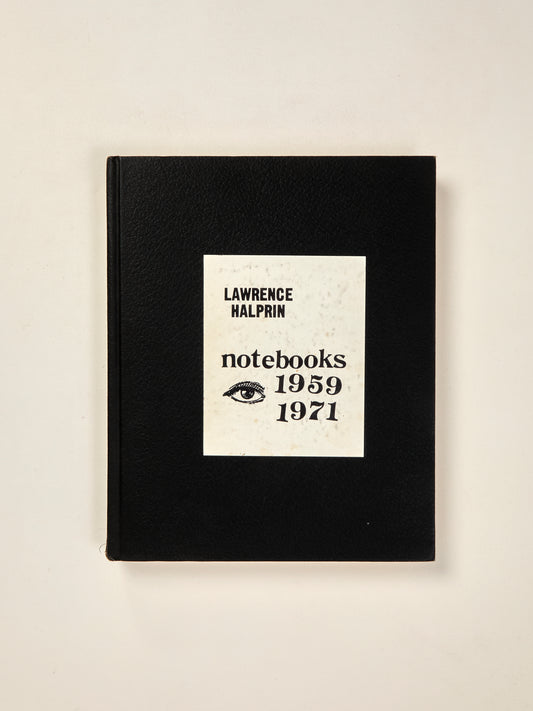 LAWRENCE
HALPRIN
notebooks
1959
1971